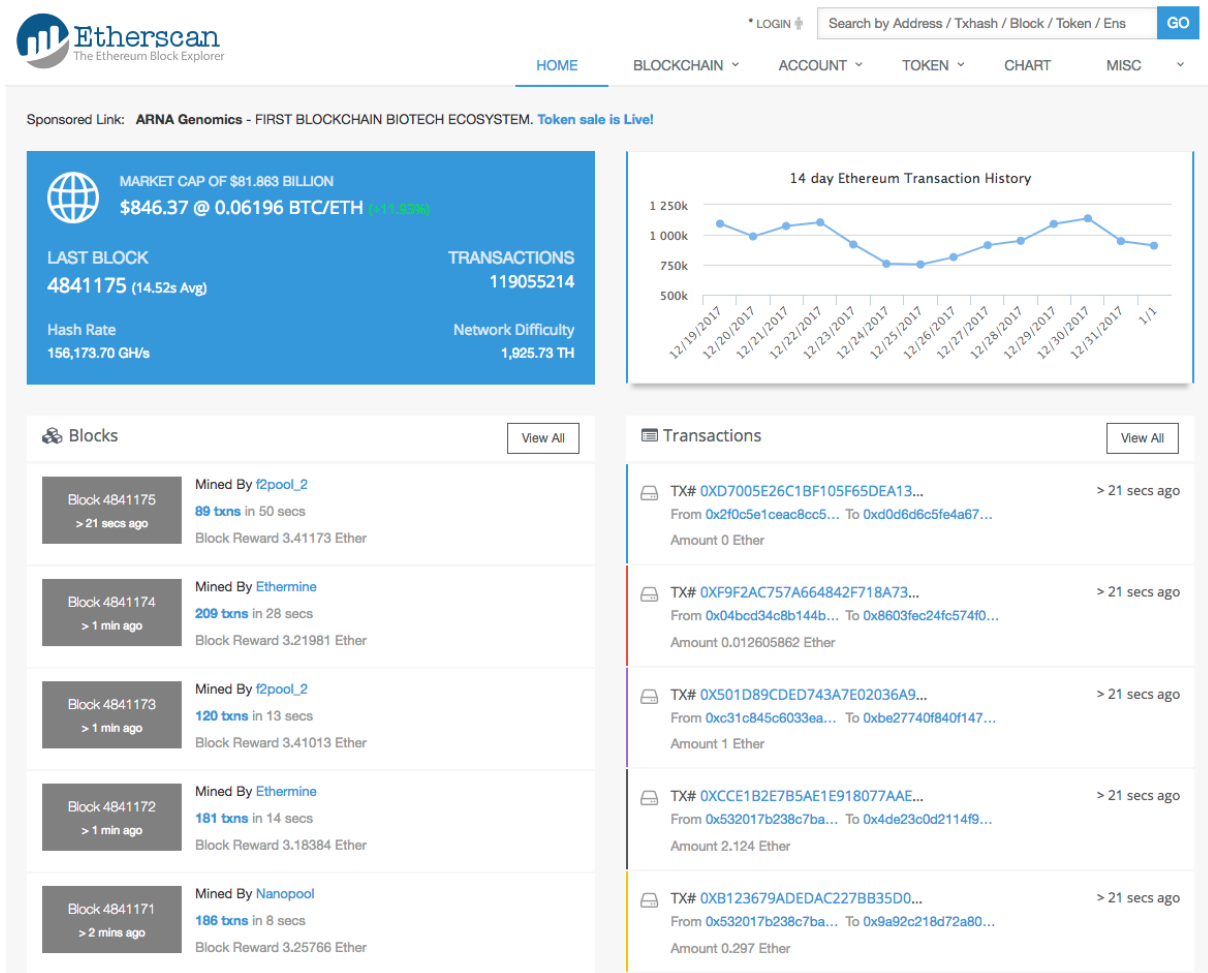 Etherscan
The Ethereum Block Explorer
* LOGIN
Search by Address / Txhash / Block / Token / Ens
GO
HOME
BLOCKCHAIN
ACCOUNT
TOKEN
CHART
MISC
Sponsored Link: ARNA Genomics - FIRST BLOCKCHAIN BIOTECH ECOSYSTEM. Token sale is Live!
MARKET CAP OF $81.863 BILLION
$846.37 @ 0.06196 BTC/ETH (+11.93%)
LAST BLOCK
4841175 (14.52s Avg)
TRANSACTIONS
119055214
Hash Rate
156,173.70 GH/s
Network Difficulty
1,925.73 TH
14 day Ethereum Transaction History
1 250k
1 000k
750k
500k
12/19/2017
12/20/2017
12/21/2017
12/22/2017
12/23/2017
12/24/2017
12/25/2017
12/26/2017
12/27/2017
12/28/2017
12/29/2017
12/30/2017
12/31/2017
1/1
Blocks
View All
Block 4841175
> 21 secs ago
Mined By f2pool_2
89 txns in 50 secs
Block Reward 3.41173 Ether
Block 4841174
> 1 min ago
Mined By Ethermine
209 txns in 28 secs
Block Reward 3.21981 Ether
Block 4841173
> 1 min ago
Mined By f2pool_2
120 txns in 13 secs
Block Reward 3.41013 Ether
Block 4841172
> 1 min ago
Mined By Ethermine
181 txns in 14 secs
Block Reward 3.18384 Ether
Block 4841171
> 2 mins ago
Mined By Nanopool
186 txns in 8 secs
Block Reward 3.25766 Ether
Transactions
View All
TX# 0XD7005E26C1BF105F65DEA13...
> 21 secs ago
From 0x2f0c5e1ceac8cc5... To 0xd0d6d6c5fe4a67...
Amount 0 Ether
TX# 0XF9F2AC757A664842F718A73...
> 21 secs ago
From 0x04bcd34c8b144b... To 0x8603fec24fc574f0...
Amount 0.012605862 Ether
TX# 0X501D89CDED743A7E02036A9...
> 21 secs ago
From 0xc31c845c6033ea... To 0xbe27740f840f147...
Amount 1 Ether
TX# 0XCCE1B2E7B5AE1E918077AAE...
> 21 secs ago
From 0x532017b238c7ba... To 0x4de23c0d2114f9...
Amount 2.124 Ether
TX# 0XB123679ADEDAC227BB35D0...
> 21 secs ago
From 0x532017b238c7ba... To 0x9a92c218d72a80...
Amount 0.297 Ether